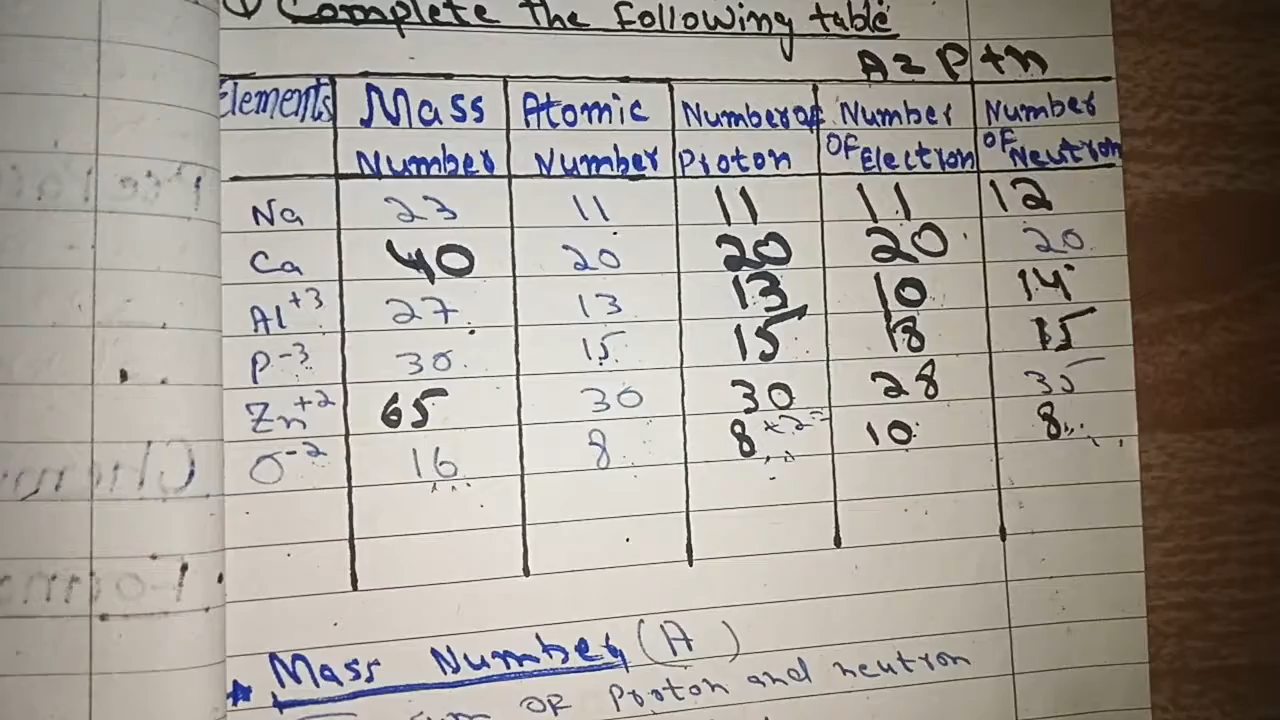 ① Complete The Following table
A = P + n
Elements Mass Number Atomic Number Number of Proton Number OF Electron Number OF Neutron
Na 23 11 11 11 12
Ca 40 20 20 20 20
Al+3 27 13 13 10 14
P-3 30 15 15 18 15
Zn+2 65 30 30 28 35
O-2 16 8 8 10 8
Mass Number (A)
OF Proton and neutron